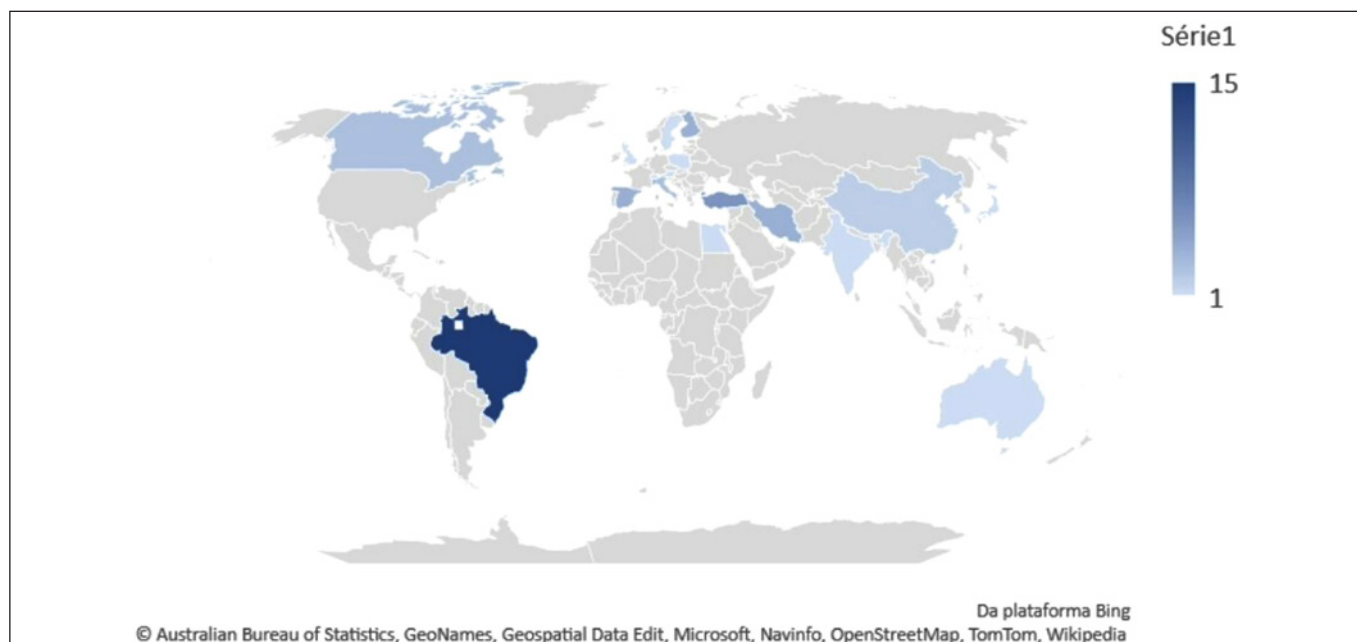 Série1
15
1
Da plataforma Bing
© Australian Bureau of Statistics, GeoNames, Geospatial Data Edit, Microsoft, Navinfo, OpenStreetMap, TomTom, Wikipedia